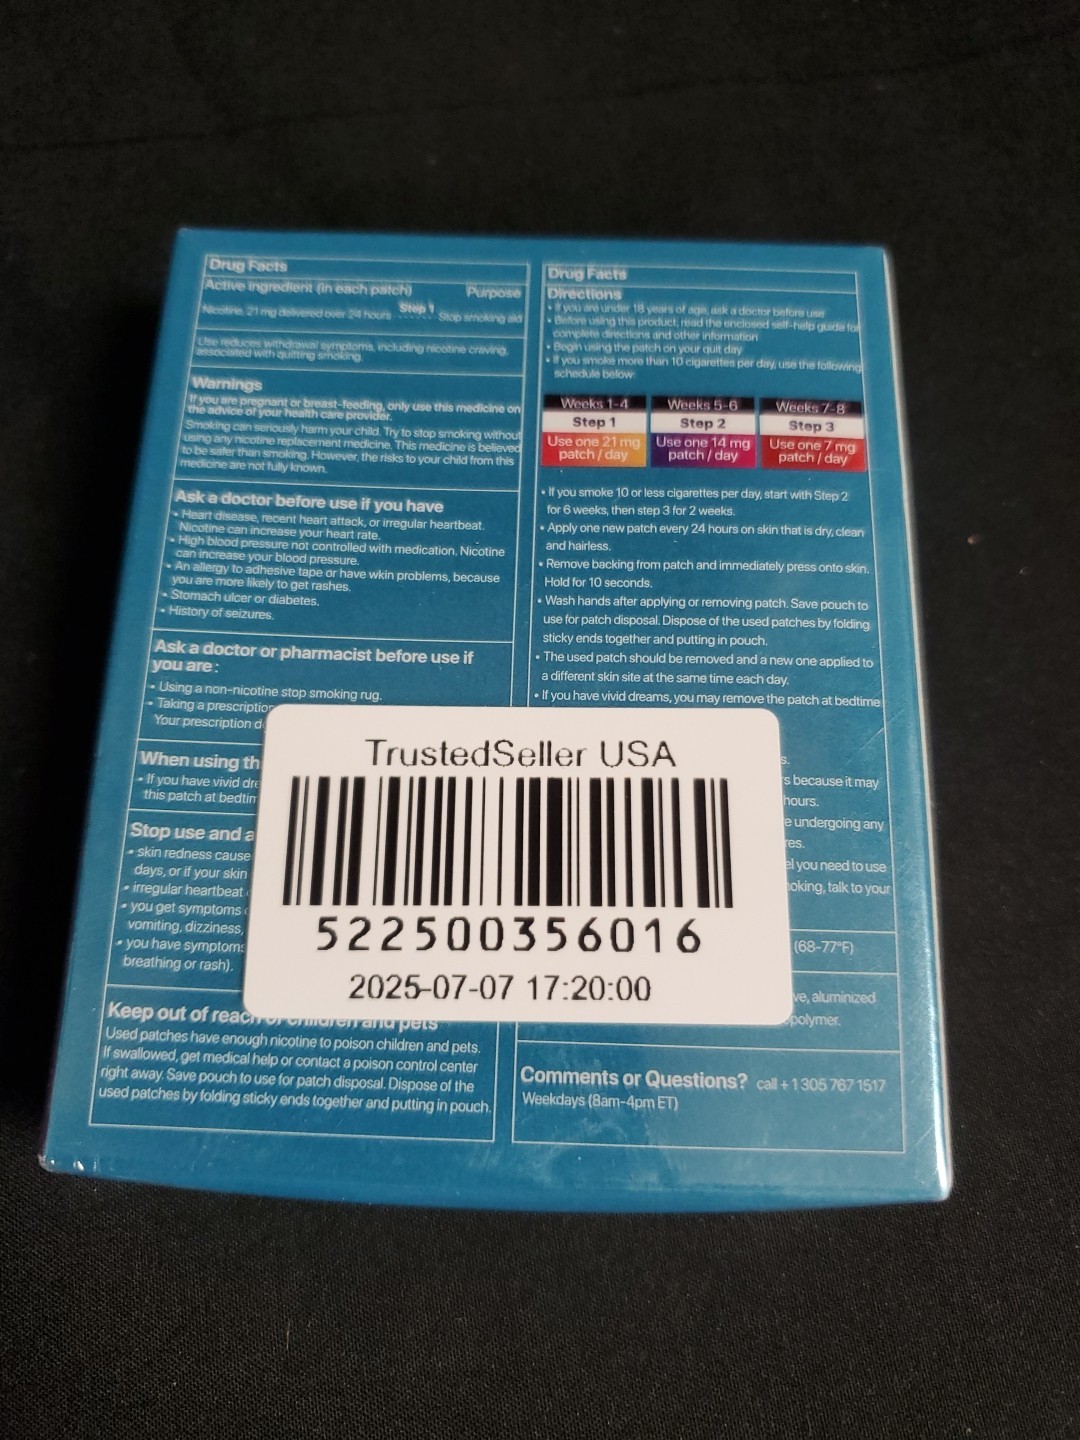 Drug Facts
Active ingredient (in each patch) Purpose
Step 1
Nicotine, 21 mg delivered over 24 hours ........ Stop smoking aid
Use reduces withdrawal symptoms, including nicotine craving,
associated with quitting smoking.
Warnings
If you are pregnant or breast-feeding, only use this medicine on
the advice of your health care provider.
Smoking can seriously harm your child. Try to stop smoking without
using any nicotine replacement medicine. This medicine is believed
to be safer than smoking. However, the risks to your child from this
medicine are not fully known.
Ask a doctor before use if you have
• Heart disease, recent heart attack, or irregular heartbeat.
Nicotine can increase your heart rate.
• High blood pressure not controlled with medication. Nicotine
can increase your blood pressure.
• An allergy to adhesive tape or have wkin problems, because
you are more likely to get rashes.
• Stomach ulcer or diabetes.
• History of seizures.
Ask a doctor or pharmacist before use if
you are :
• Using a non-nicotine stop smoking rug.
• Taking a prescription
Your prescription d
When using th
• If you have vivid dre
this patch at bedtim
Stop use and a
• skin redness cause
days, or if your skin
• irregular heartbeat
• you get symptoms
vomiting, dizziness,
• you have symptoms
breathing or rash).
Keep out of reach of children and pets
Used patches have enough nicotine to poison children and pets.
If swallowed, get medical help or contact a poison control center
right away. Save pouch to use for patch disposal. Dispose of the
used patches by folding sticky ends together and putting in pouch.
Drug Facts
Directions
• If you are under 18 years of age, ask a doctor before use
• Before using this product, read the enclosed self-help guide for
complete directions and other information
• Begin using the patch on your quit day
• If you smoke more than 10 cigarettes per day, use the following
schedule below:
Weeks 1-4 Weeks 5-6 Weeks 7-8
Step 1 Step 2 Step 3
Use one 21 mg Use one 14 mg Use one 7 mg
patch / day patch / day patch / day
• If you smoke 10 or less cigarettes per day, start with Step 2
for 6 weeks, then step 3 for 2 weeks.
• Apply one new patch every 24 hours on skin that is dry, clean
and hairless.
• Remove backing from patch and immediately press onto skin.
Hold for 10 seconds.
• Wash hands after applying or removing patch. Save pouch to
use for patch disposal. Dispose of the used patches by folding
sticky ends together and putting in pouch.
• The used patch should be removed and a new one applied to
a different skin site at the same time each day.
• If you have vivid dreams, you may remove the patch at bedtime
s.
rs because it may
hours.
e undergoing any
res.
el you need to use
oking, talk to your
(68-77°F)
ve, aluminized
polymer.
Comments or Questions? call + 1 305 767 1517
Weekdays (8am-4pm ET)
TrustedSeller USA
522500356016
2025-07-07 17:20:00